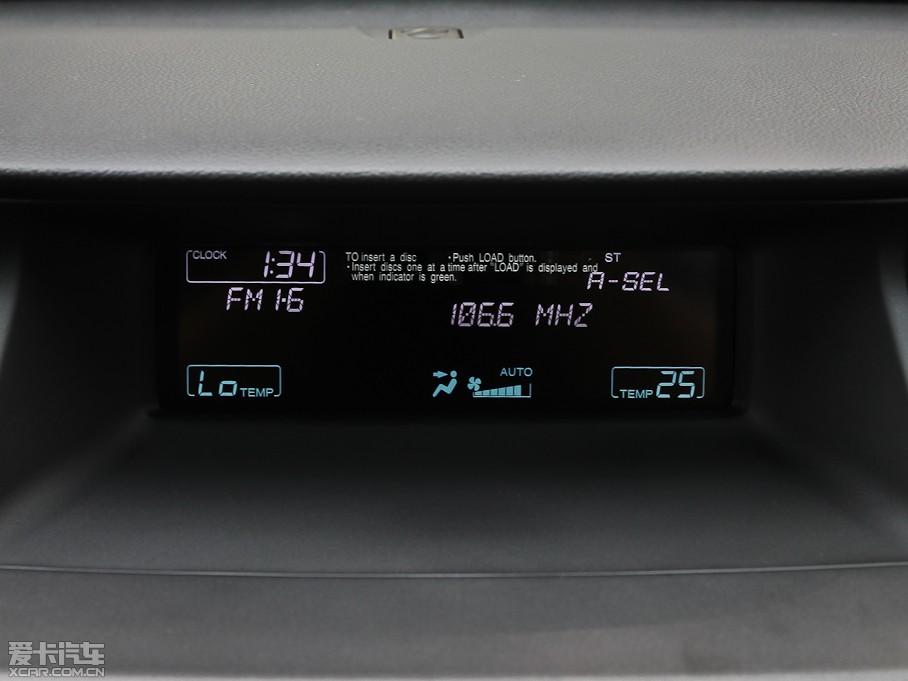 CLOCK 1:34
TO insert a disc ・Push LOAD button.
・Insert discs one at a time after "LOAD" is displayed and
when indicator is green.
ST
A-SEL
FM1-6
106.6 MHZ
Lo TEMP
AUTO
TEMP 25
爱卡汽车
XCAR.COM.CN